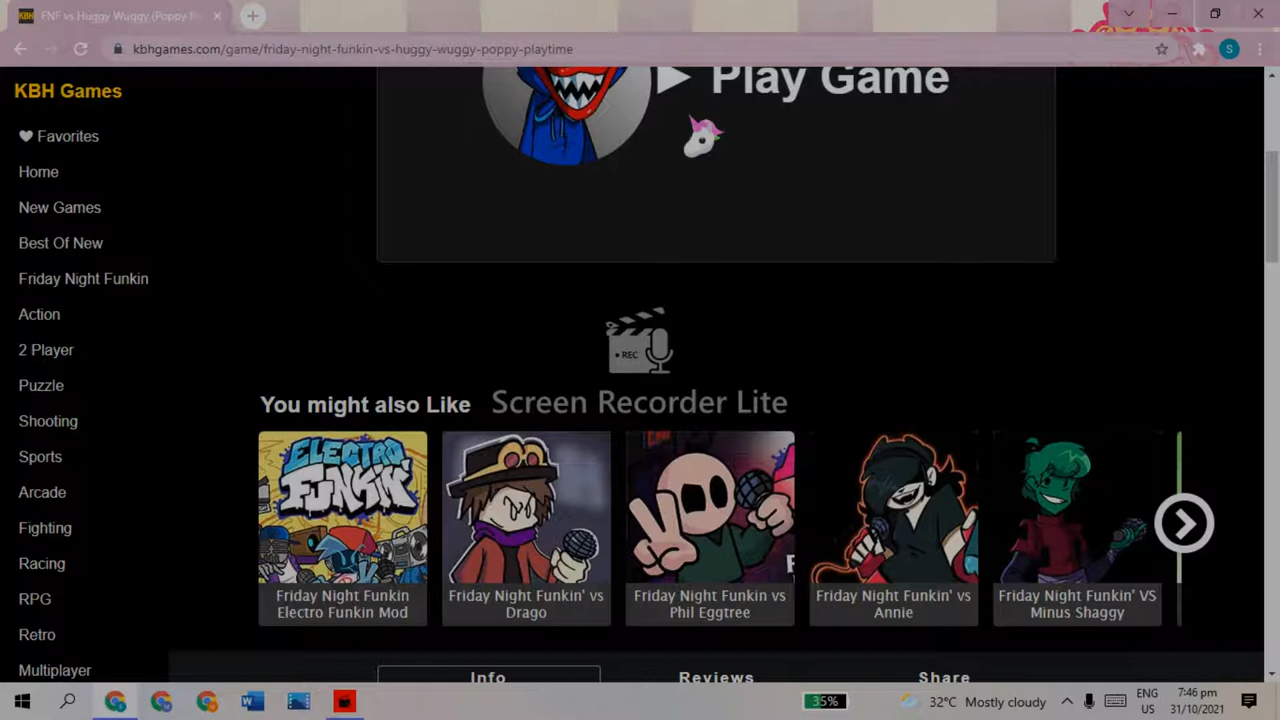 KBH
FNF vs Huggy Wuggy (Poppy
kbhgames.com/game/friday-night-funkin-vs-huggy-wuggy-poppy-playtime
S
KBH Games
Favorites
Home
New Games
Best Of New
Friday Night Funkin
Action
2 Player
Puzzle
Shooting
Sports
Arcade
Fighting
Racing
RPG
Retro
Multiplayer
Play Game
REC
Screen Recorder Lite
You might also Like
ELECTRO
FUNKIN'
Friday Night Funkin
Electro Funkin Mod
Friday Night Funkin' vs
Drago
Friday Night Funkin vs
Phil Eggtree
Friday Night Funkin' vs
Annie
Friday Night Funkin' VS
Minus Shaggy
Info
Reviews
Share
35%
32°C Mostly cloudy
ENG
US
7:46 pm
31/10/2021